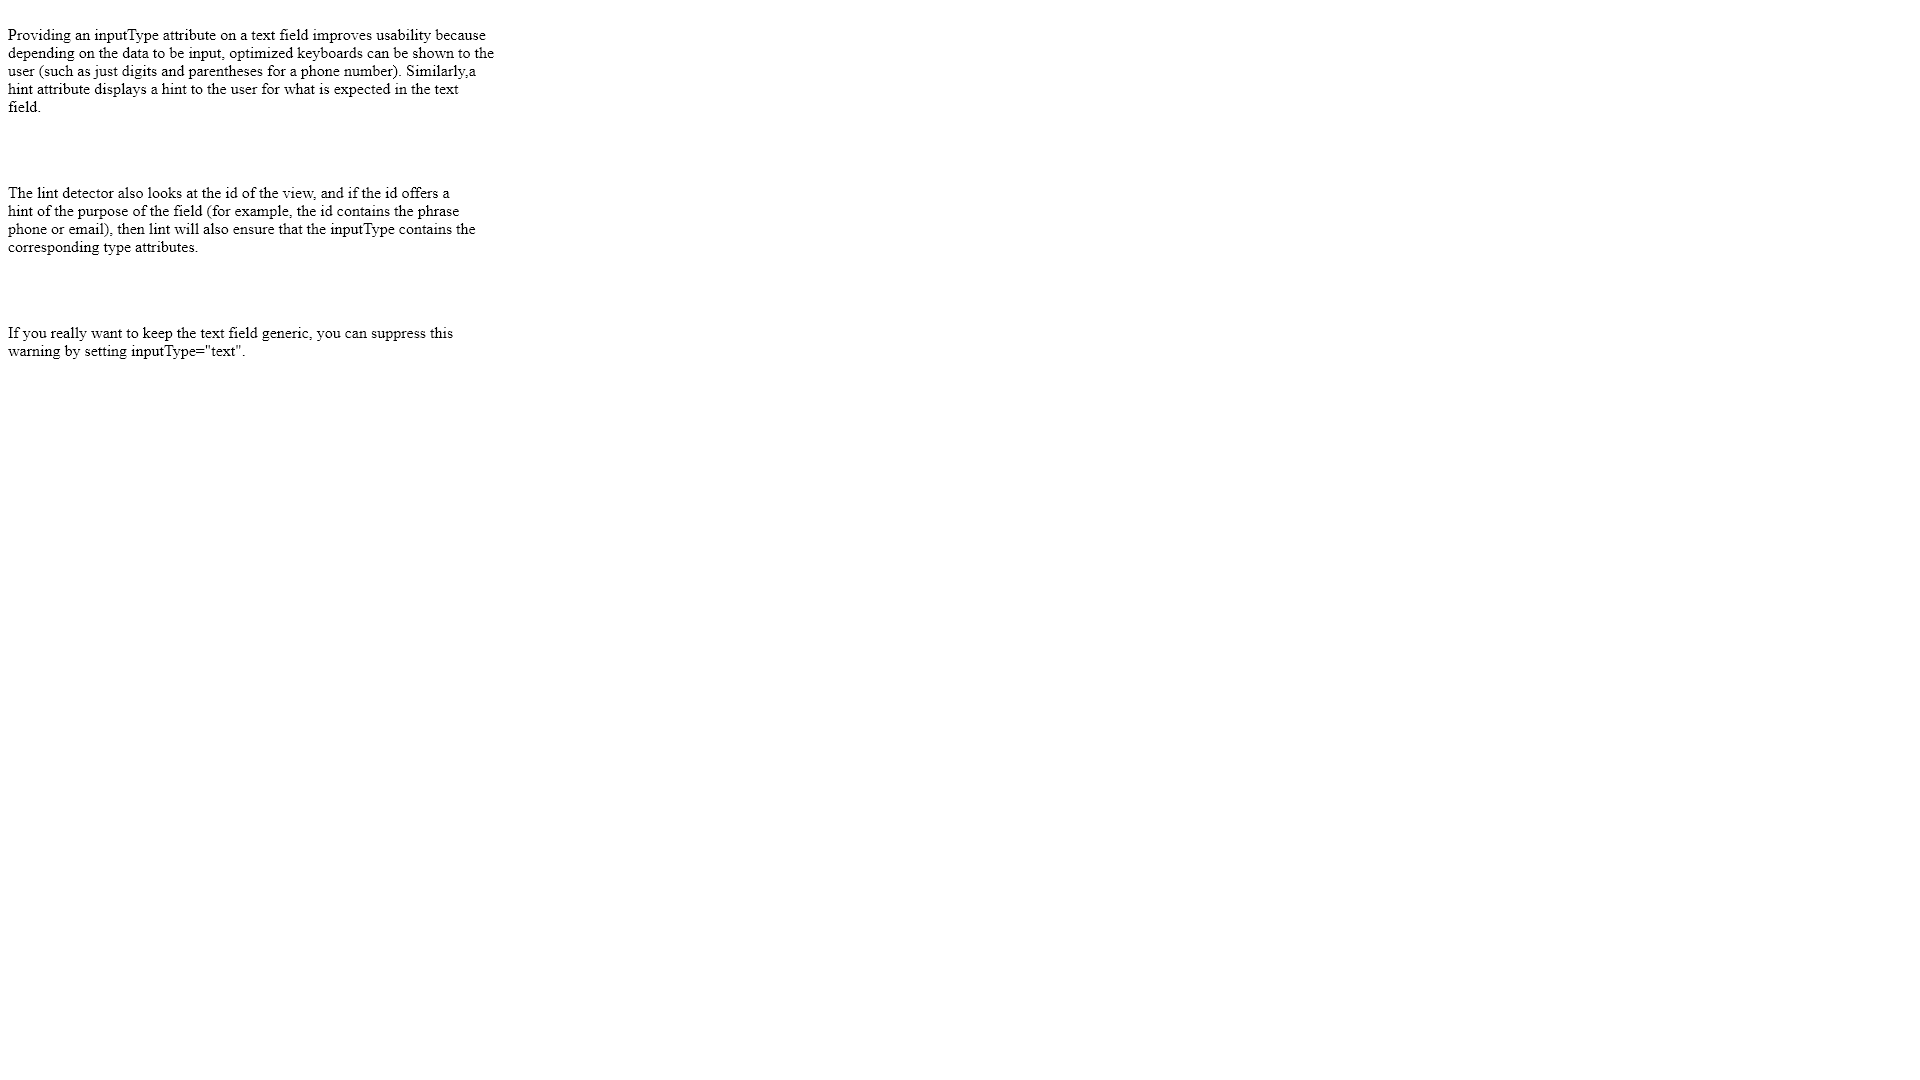 Providing an inputType attribute on a text field improves usability because
depending on the data to be input, optimized keyboards can be shown to the
user (such as just digits and parentheses for a phone number). Similarly,a
hint attribute displays a hint to the user for what is expected in the text
field.
The lint detector also looks at the id of the view, and if the id offers a
hint of the purpose of the field (for example, the id contains the phrase
phone or email), then lint will also ensure that the inputType contains the
corresponding type attributes.
If you really want to keep the text field generic, you can suppress this
warning by setting inputType="text".